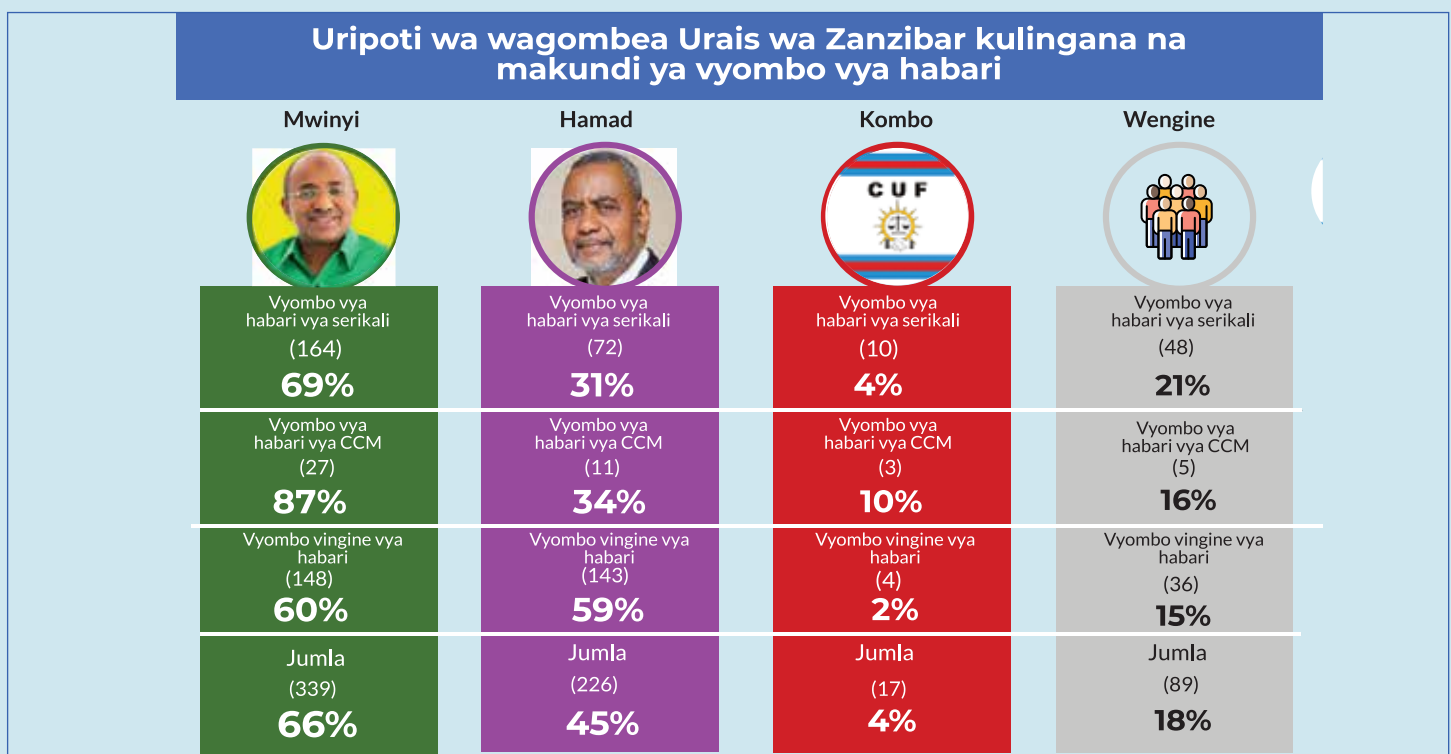 Uripoti wa wagombea Urais wa Zanzibar kulingana na
makundi ya vyombo vya habari
Mwinyi
Hamad
Kombo
Wengine
CUF
Vyombo vya
habari vya serikali
(164)
69%
Vyombo vya
habari vya serikali
(72)
31%
Vyombo vya
habari vya serikali
(10)
4%
Vyombo vya
habari vya serikali
(48)
21%
Vyombo vya
habari vya CCM
(27)
87%
Vyombo vya
habari vya CCM
(11)
34%
Vyombo vya
habari vya CCM
(3)
10%
Vyombo vya
habari vya CCM
(5)
16%
Vyombo vingine vya
habari
(148)
60%
Vyombo vingine vya
habari
(143)
59%
Vyombo vingine vya
habari
(4)
2%
Vyombo vingine vya
habari
(36)
15%
Jumla
(339)
66%
Jumla
(226)
45%
Jumla
(17)
4%
Jumla
(89)
18%